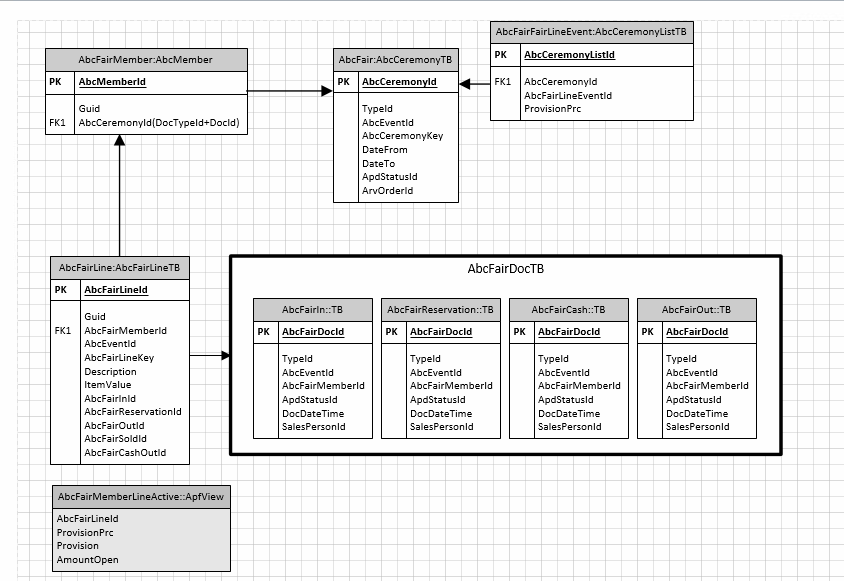 AbcFairMember:AbcMember
PK AbcMemberId
Guid
FK1 AbcCeremonyId(DocTypeId+DocId)
AbcFair:AbcCeremonyTB
PK AbcCeremonyId
TypeId
AbcEventId
AbcCeremonyKey
DateFrom
DateTo
ApdStatusId
ArvOrderId
AbcFairFairLineEvent:AbcCeremonyListTB
PK AbcCeremonyListId
FK1 AbcCeremonyId
AbcFairLineEventId
ProvisionPrc
AbcFairLine:AbcFairLineTB
PK AbcFairLineId
Guid
FK1 AbcFairMemberId
AbcEventId
AbcFairLineKey
Description
ItemValue
AbcFairInId
AbcFairReservationId
AbcFairOutId
AbcFairSoldId
AbcFairCashOutId
AbcFairDocTB
AbcFairIn::TB
PK AbcFairDocId
TypeId
AbcEventId
AbcFairMemberId
ApdStatusId
DocDateTime
SalesPersonId
AbcFairReservation::TB
PK AbcFairDocId
TypeId
AbcEventId
AbcFairMemberId
ApdStatusId
DocDateTime
SalesPersonId
AbcFairCash::TB
PK AbcFairDocId
TypeId
AbcEventId
AbcFairMemberId
ApdStatusId
DocDateTime
SalesPersonId
AbcFairOut::TB
PK AbcFairDocId
TypeId
AbcEventId
AbcFairMemberId
ApdStatusId
DocDateTime
SalesPersonId
AbcFairMemberLineActive::ApfView
AbcFairLineId
ProvisionPrc
Provision
AmountOpen